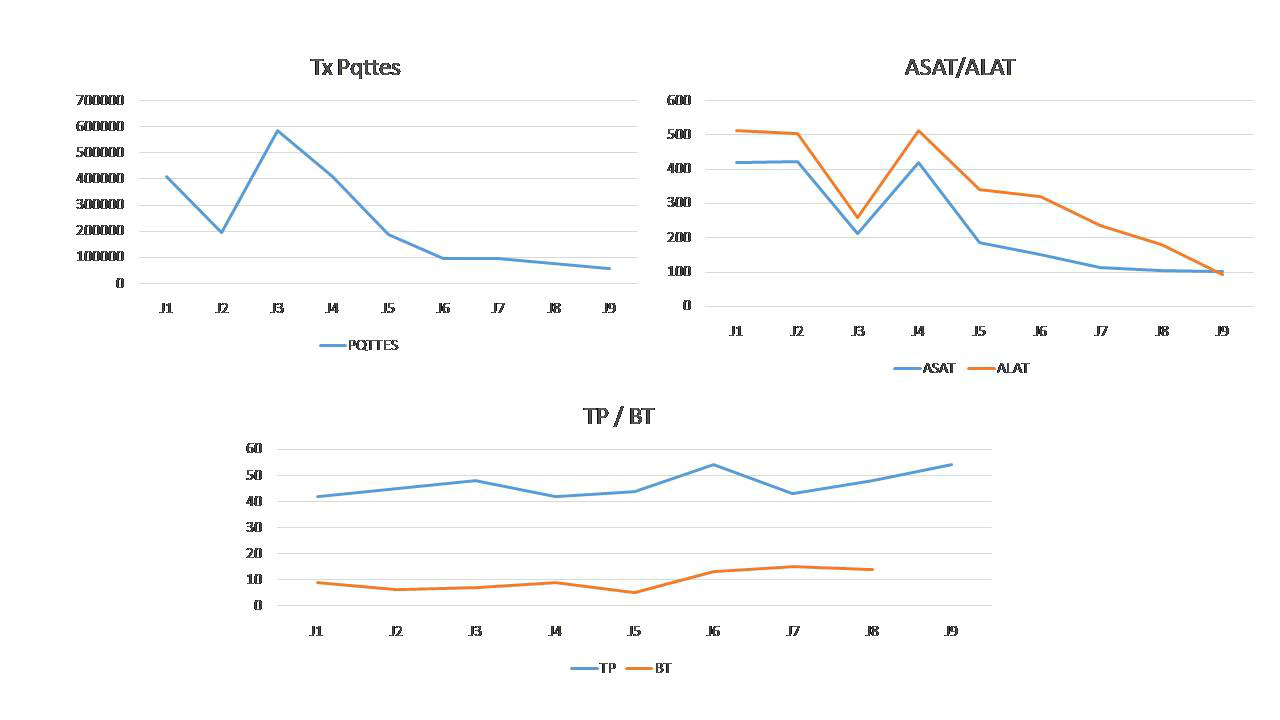 Tx Pqttes
700000
600000
500000
400000
300000
200000
100000
0
J1 J2 J3 J4 J5 J6 J7 J8 J9
PQTTES
ASAT/ALAT
600
500
400
300
200
100
0
J1 J2 J3 J4 J5 J6 J7 J8 J9
ASAT ALAT
TP / BT
60
50
40
30
20
10
0
J1 J2 J3 J4 J5 J6 J7 J8 J9
TP BT